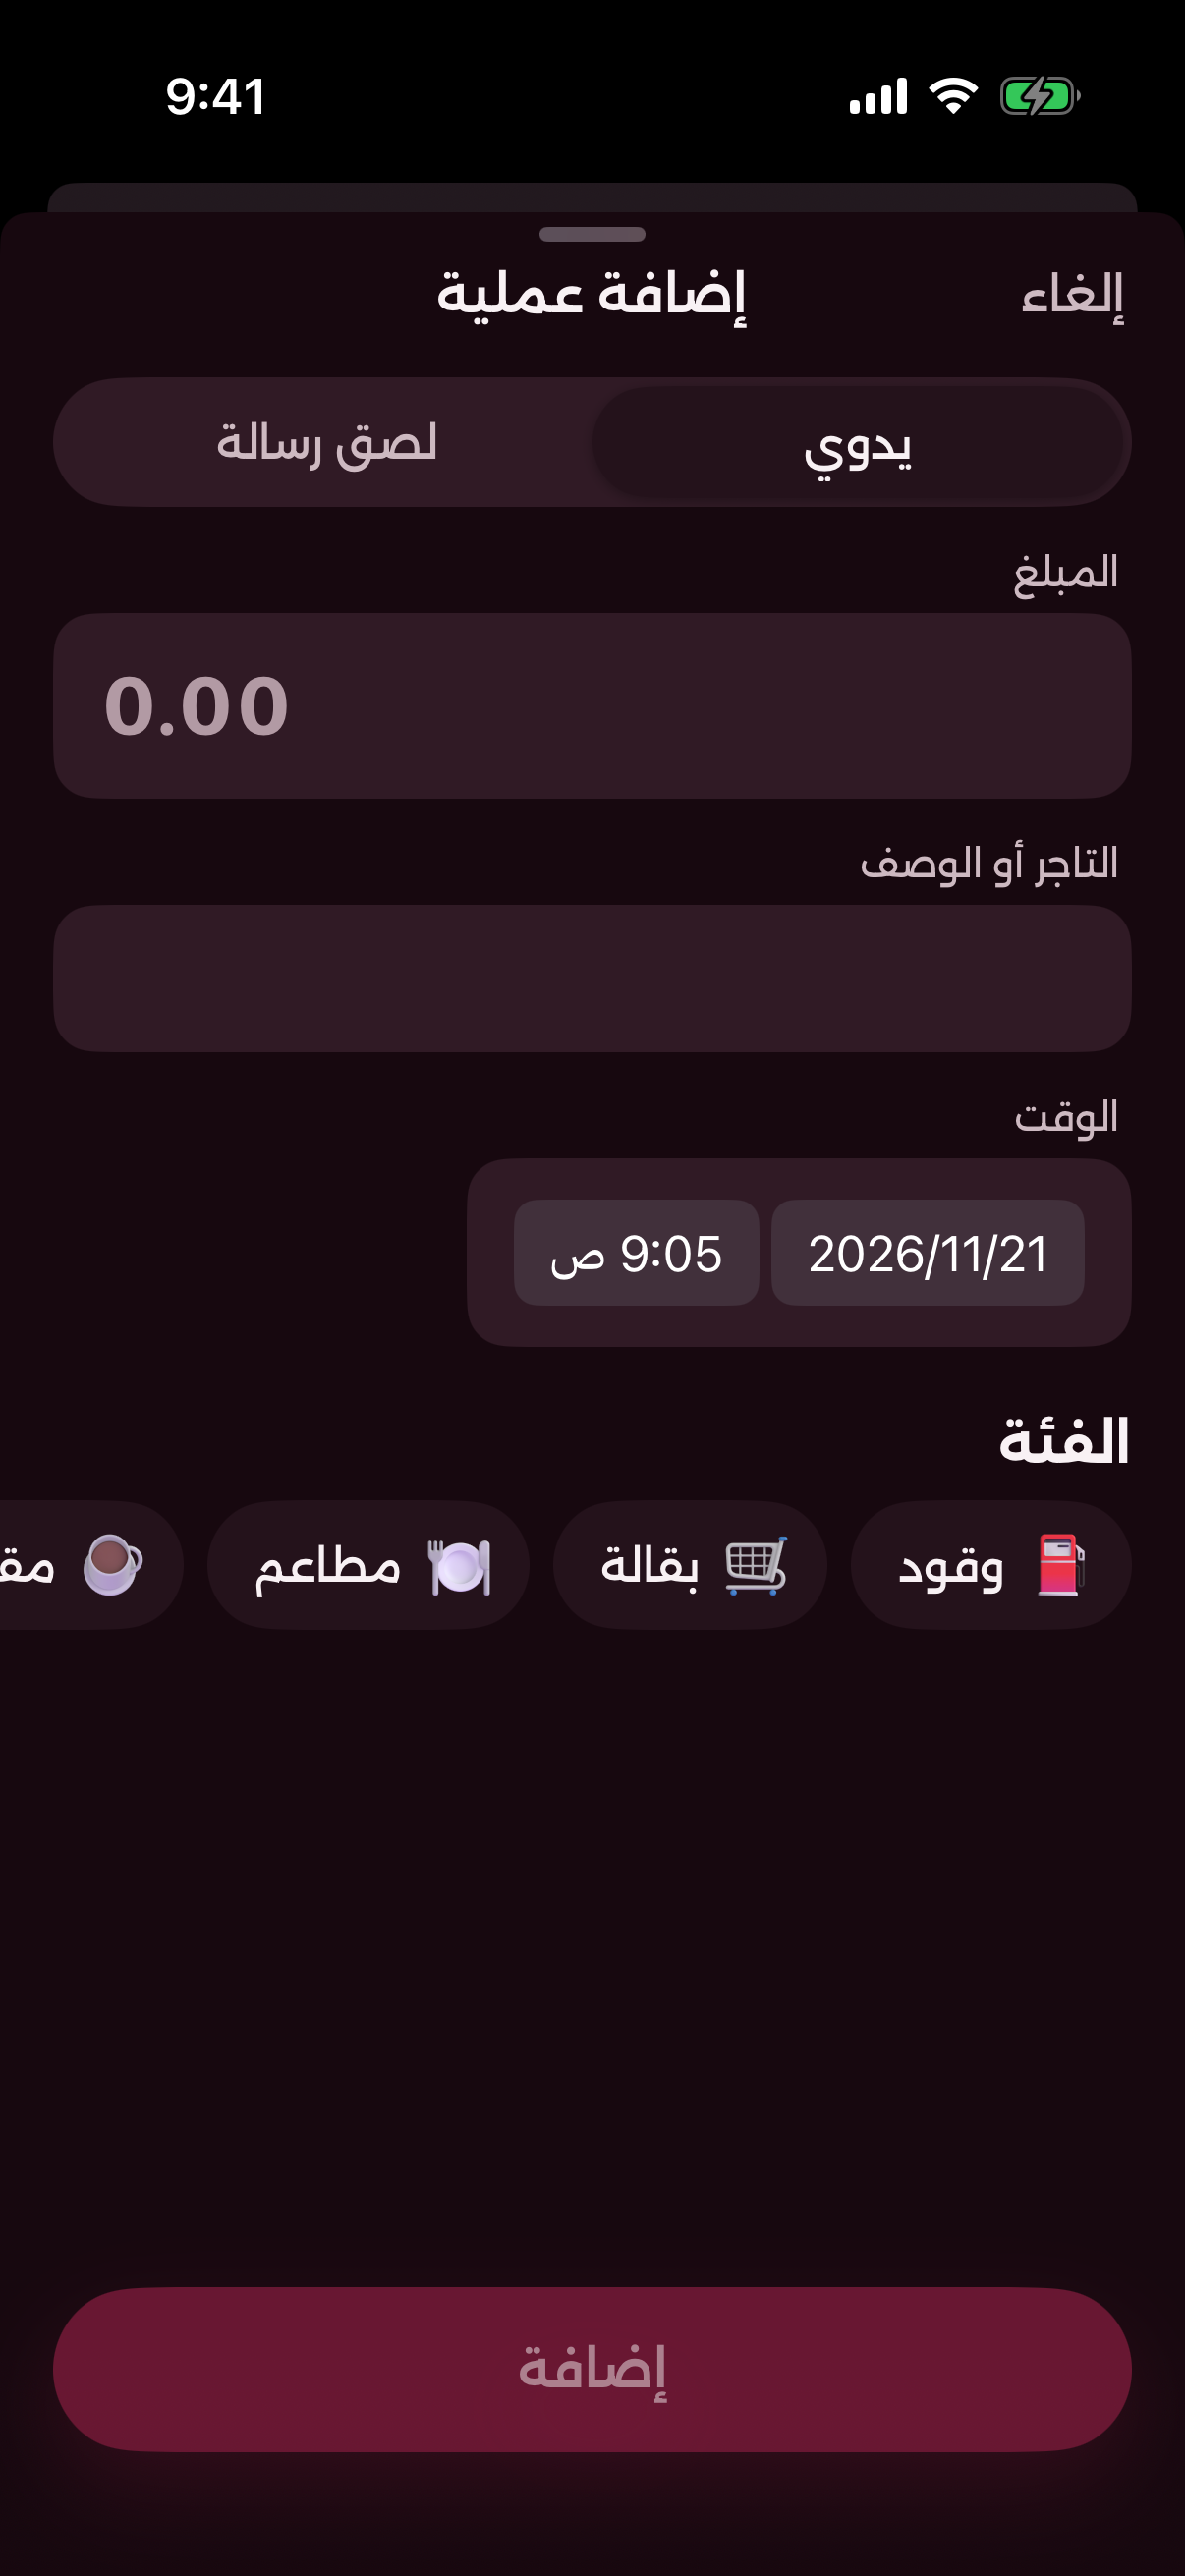 9:41
إلغاء
إضافة عملية
يدوي
لصق رسالة
المبلغ
0.00
التاجر أو الوصف
الوقت
2026/11/21
9:05 ص
الفئة
وقود
بقالة
مطاعم
إضافة